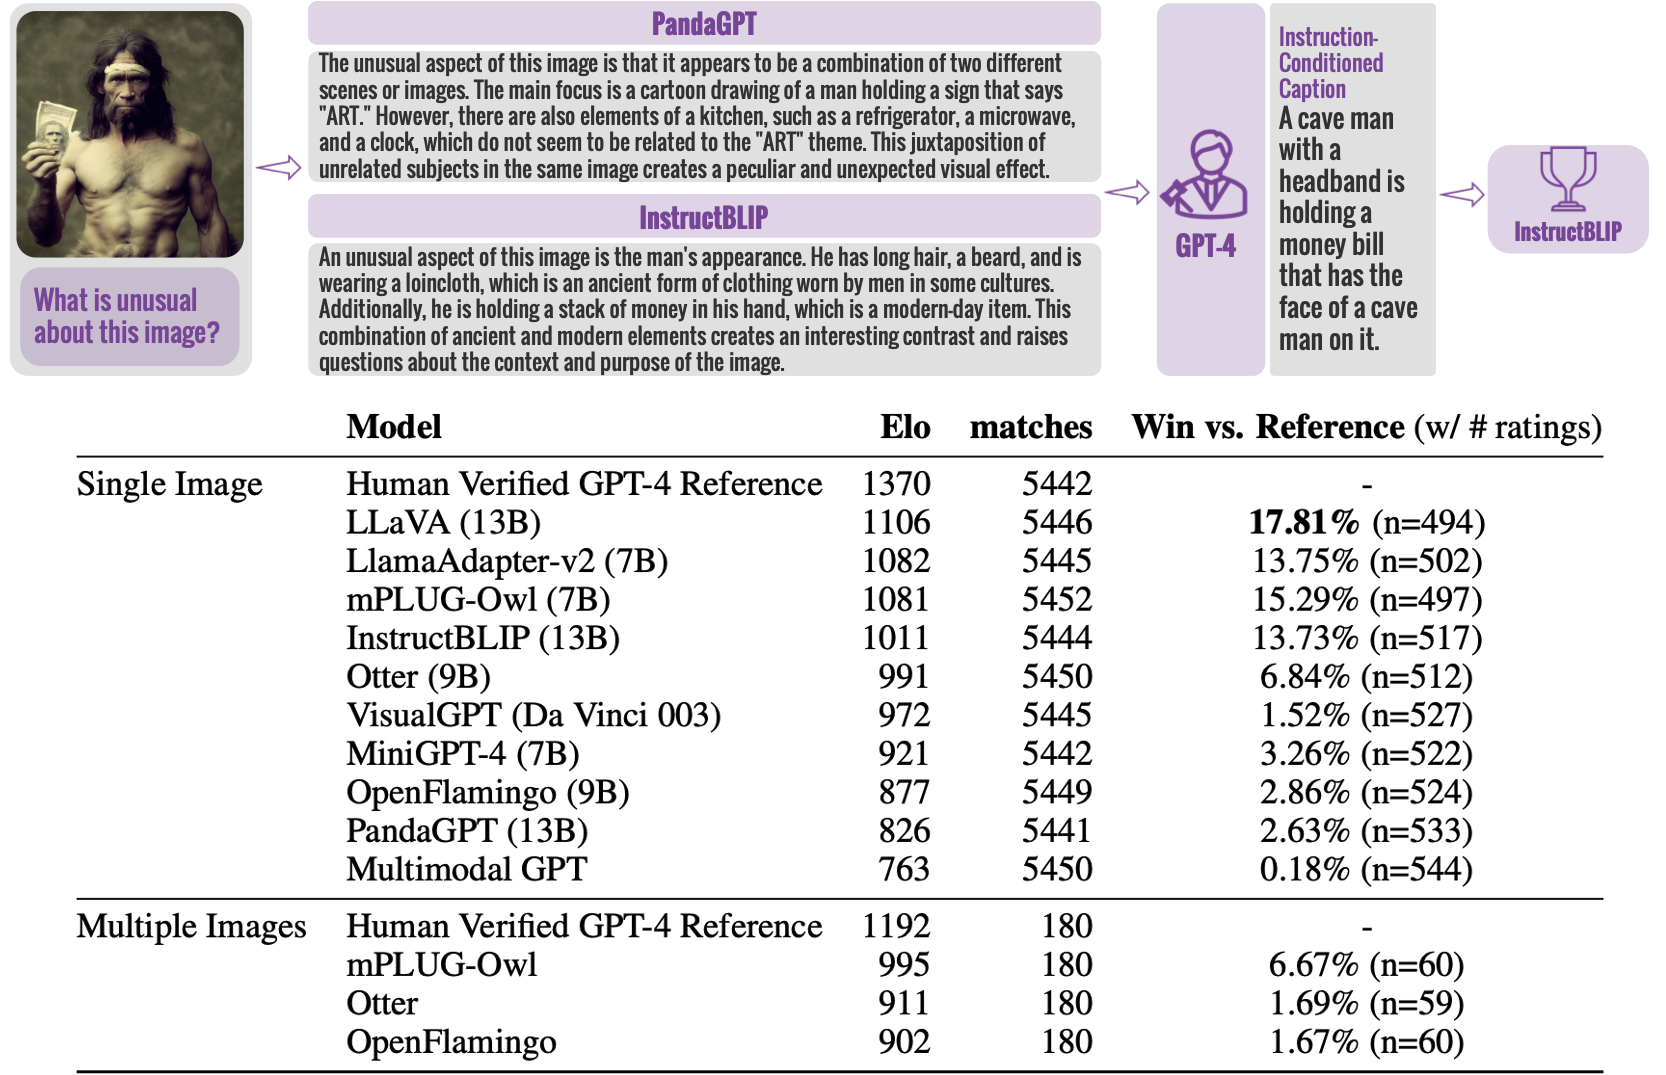 What is unusual
about this image?
PandaGPT
The unusual aspect of this image is that it appears to be a combination of two different
scenes or images. The main focus is a cartoon drawing of a man holding a sign that says
"ART." However, there are also elements of a kitchen, such as a refrigerator, a microwave,
and a clock, which do not seem to be related to the "ART" theme. This juxtaposition of
unrelated subjects in the same image creates a peculiar and unexpected visual effect.
InstructBLIP
An unusual aspect of this image is the man's appearance. He has long hair, a beard, and is
wearing a loincloth, which is an ancient form of clothing worn by men in some cultures.
Additionally, he is holding a stack of money in his hand, which is a modern-day item. This
combination of ancient and modern elements creates an interesting contrast and raises
questions about the context and purpose of the image.
GPT-4
Instruction-
Conditioned
Caption
A cave man
with a
headband is
holding a
money bill
that has the
face of a cave
man on it.
InstructBLIP
Model Elo matches Win vs. Reference (w/ # ratings)
Single Image Human Verified GPT-4 Reference 1370 5442 -
LLaVA (13B) 1106 5446 17.81% (n=494)
LlamaAdapter-v2 (7B) 1082 5445 13.75% (n=502)
mPLUG-Owl (7B) 1081 5452 15.29% (n=497)
InstructBLIP (13B) 1011 5444 13.73% (n=517)
Otter (9B) 991 5450 6.84% (n=512)
VisualGPT (Da Vinci 003) 972 5445 1.52% (n=527)
MiniGPT-4 (7B) 921 5442 3.26% (n=522)
OpenFlamingo (9B) 877 5449 2.86% (n=524)
PandaGPT (13B) 826 5441 2.63% (n=533)
Multimodal GPT 763 5450 0.18% (n=544)
Multiple Images Human Verified GPT-4 Reference 1192 180 -
mPLUG-Owl 995 180 6.67% (n=60)
Otter 911 180 1.69% (n=59)
OpenFlamingo 902 180 1.67% (n=60)